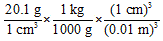 20.1 g / 1 cm³ × 1 kg / 1000 g × (1 cm)³ / (0.01 m)³